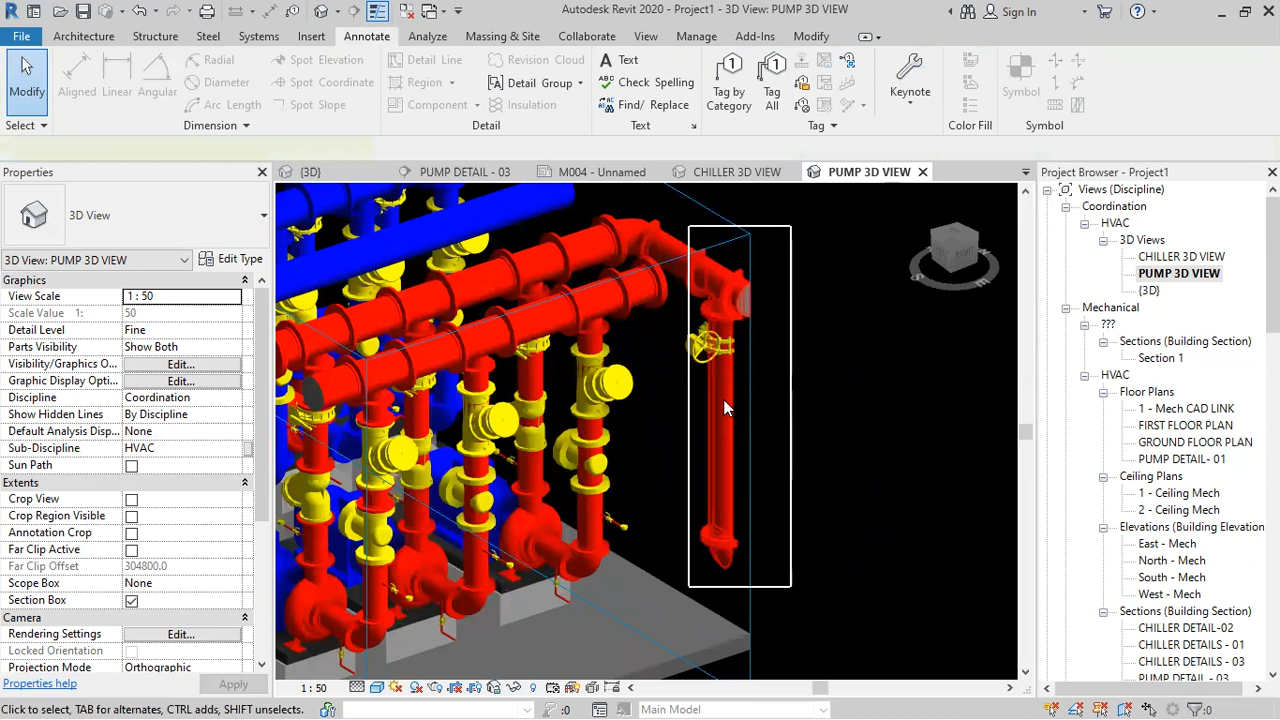 Autodesk Revit 2020 - Project1 - 3D View: PUMP 3D VIEW
Sign In
File Architecture Structure Steel Systems Insert Annotate Analyze Massing & Site Collaborate View Manage Add-Ins Modify
Modify
Select
Aligned Linear Angular
Radial
Diameter
Arc Length
Spot Elevation
Spot Coordinate
Spot Slope
Dimension
Detail Line
Region
Component
Revision Cloud
Detail Group
Insulation
Detail
Text
Check Spelling
Find/ Replace
Text
Tag by Category
Tag All
Tag
Keynote
Color Fill
Symbol
Symbol
Properties
3D View
3D View: PUMP 3D VIEW
Edit Type
Graphics
View Scale 1 : 50
Scale Value 1: 50
Detail Level Fine
Parts Visibility Show Both
Visibility/Graphics O... Edit...
Graphic Display Opti... Edit...
Discipline Coordination
Show Hidden Lines By Discipline
Default Analysis Disp... None
Sub-Discipline HVAC
Sun Path
Extents
Crop View
Crop Region Visible
Annotation Crop
Far Clip Active
Far Clip Offset 304800.0
Scope Box None
Section Box
Camera
Rendering Settings Edit...
Locked Orientation
Projection Mode Orthographic
Properties help
Apply
{3D} PUMP DETAIL - 03 M004 - Unnamed CHILLER 3D VIEW PUMP 3D VIEW
Project Browser - Project1
Views (Discipline)
Coordination
HVAC
3D Views
CHILLER 3D VIEW
PUMP 3D VIEW
{3D}
Mechanical
???
Sections (Building Section)
Section 1
HVAC
Floor Plans
1 - Mech CAD LINK
FIRST FLOOR PLAN
GROUND FLOOR PLAN
PUMP DETAIL- 01
Ceiling Plans
1 - Ceiling Mech
2 - Ceiling Mech
Elevations (Building Elevation
East - Mech
North - Mech
South - Mech
West - Mech
Sections (Building Section)
CHILLER DETAIL-02
CHILLER DETAILS - 01
CHILLER DETAILS - 03
PUMP DETAIL - 03
1 : 50
Click to select, TAB for alternates, CTRL adds, SHIFT unselects.
:0
Main Model
:0